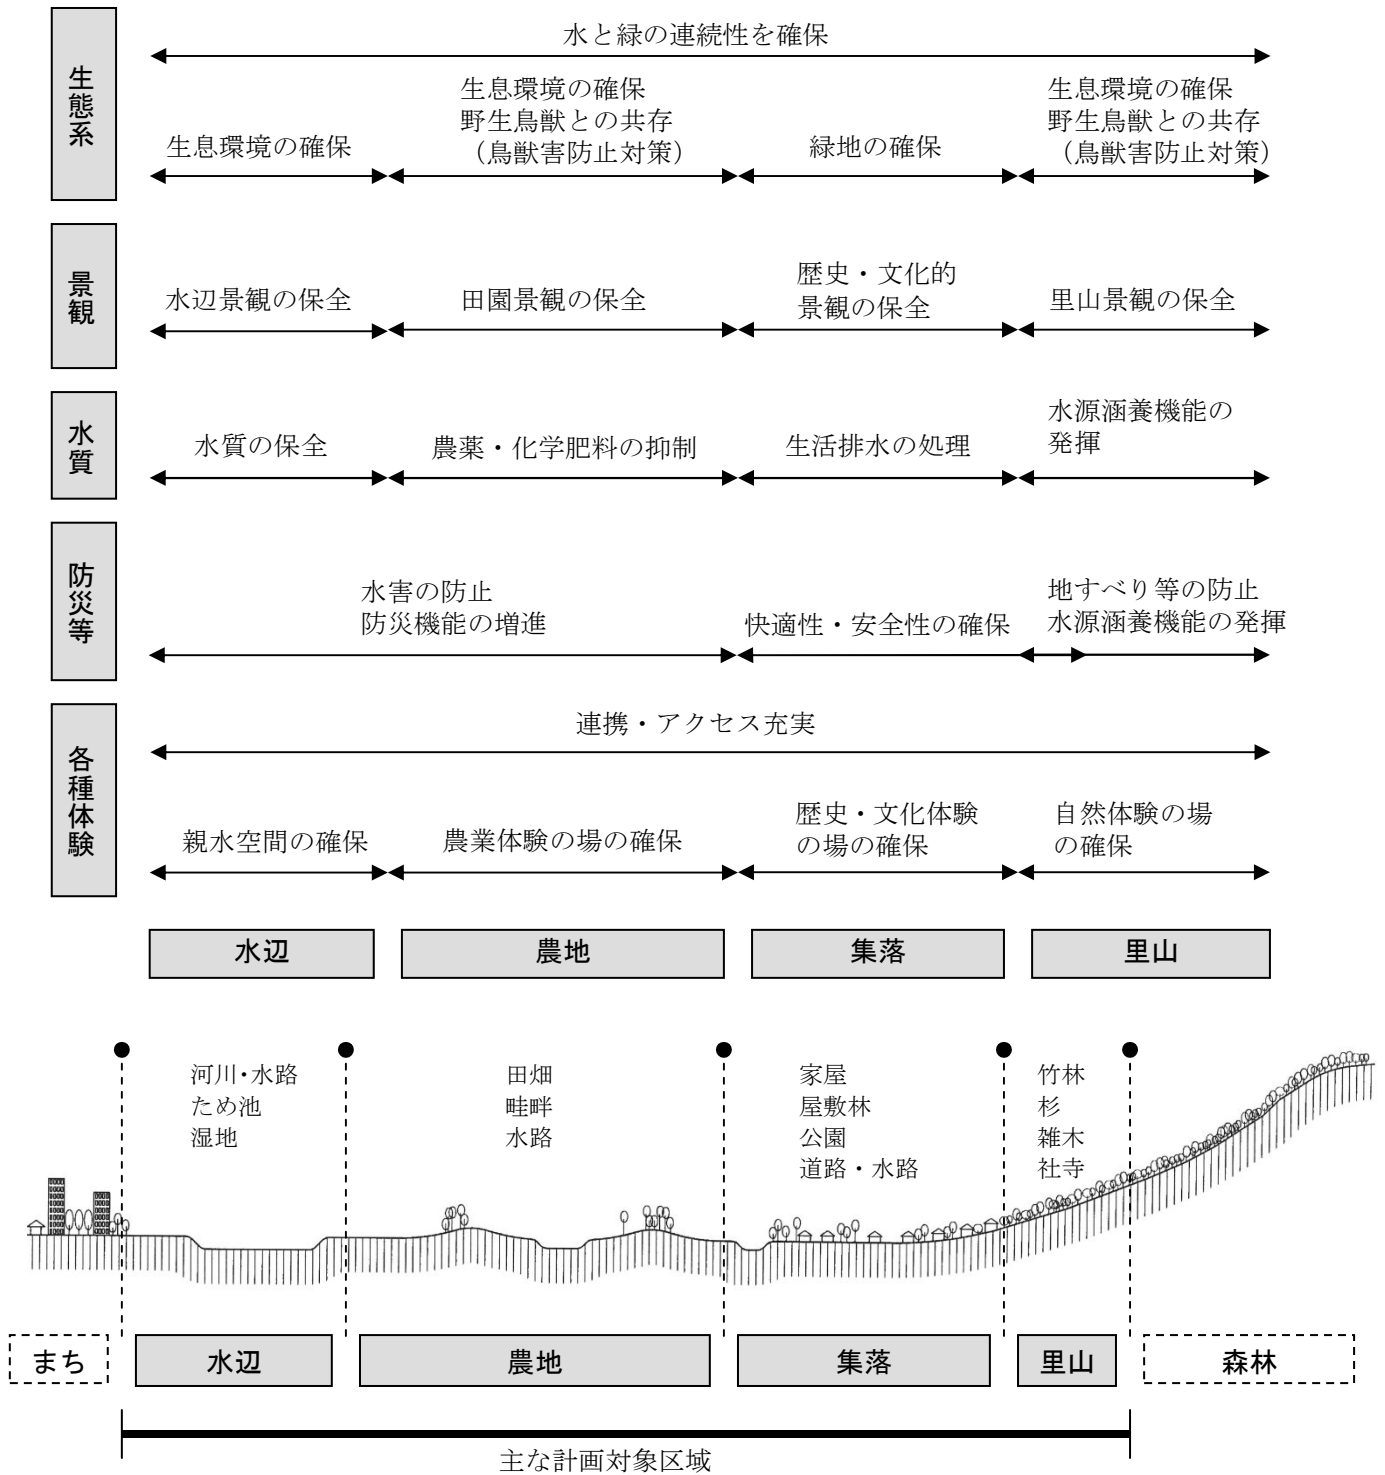 生態系
水と緑の連続性を確保
生息環境の確保
生息環境の確保
野生鳥獣との共存
（鳥獣害防止対策）
緑地の確保
生息環境の確保
野生鳥獣との共存
（鳥獣害防止対策）
景観
水辺景観の保全
田園景観の保全
歴史・文化的
景観の保全
里山景観の保全
水質
水質の保全
農薬・化学肥料の抑制
生活排水の処理
水源涵養機能の
発揮
防災等
水害の防止
防災機能の増進
快適性・安全性の確保
地すべり等の防止
水源涵養機能の発揮
各種体験
連携・アクセス充実
親水空間の確保
農業体験の場の確保
歴史・文化体験
の場の確保
自然体験の場
の確保
水辺
農地
集落
里山
河川・水路
ため池
湿地
田畑
畦畔
水路
家屋
屋敷林
公園
道路・水路
竹林
杉
雑木
社寺
まち
水辺
農地
集落
里山
森林
主な計画対象区域